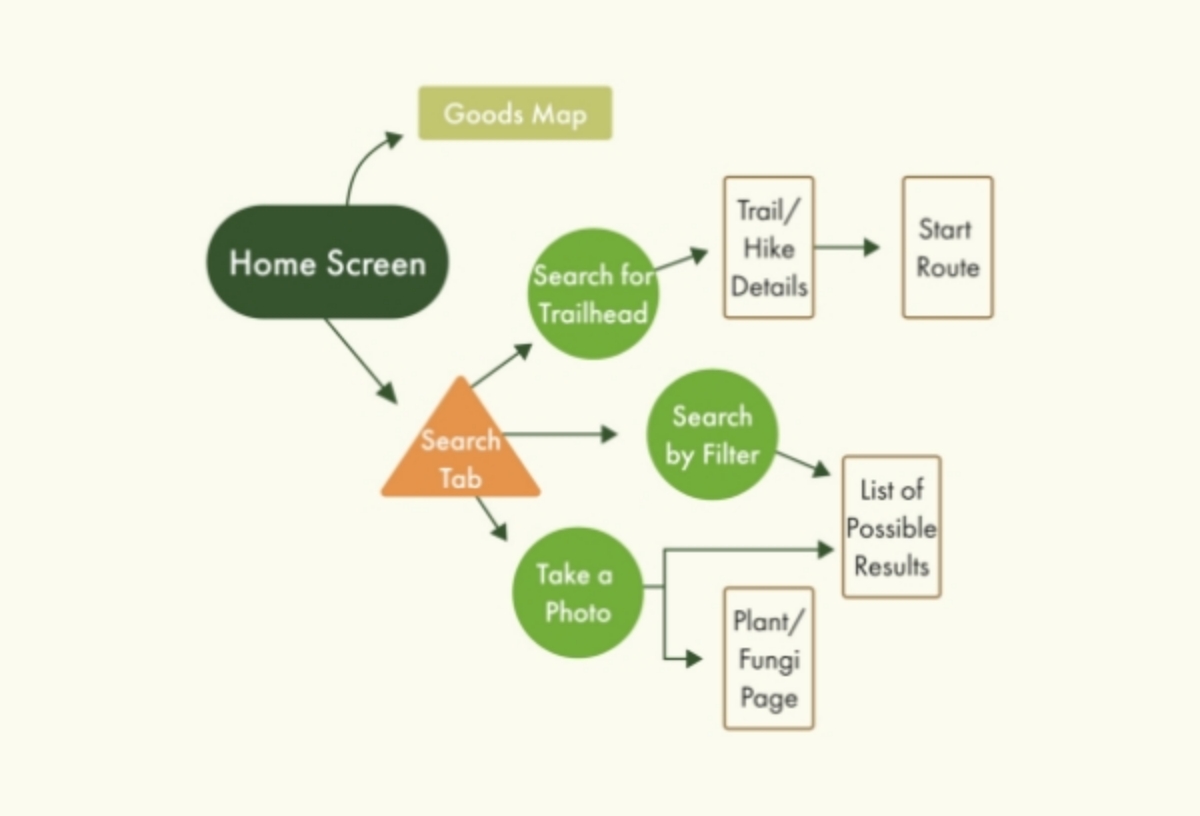 Goods Map
Home Screen
Search for
Trailhead
Trail/
Hike
Details
Start
Route
Search
Tab
Search
by Filter
Take a
Photo
List of
Possible
Results
Plant/
Fungi
Page